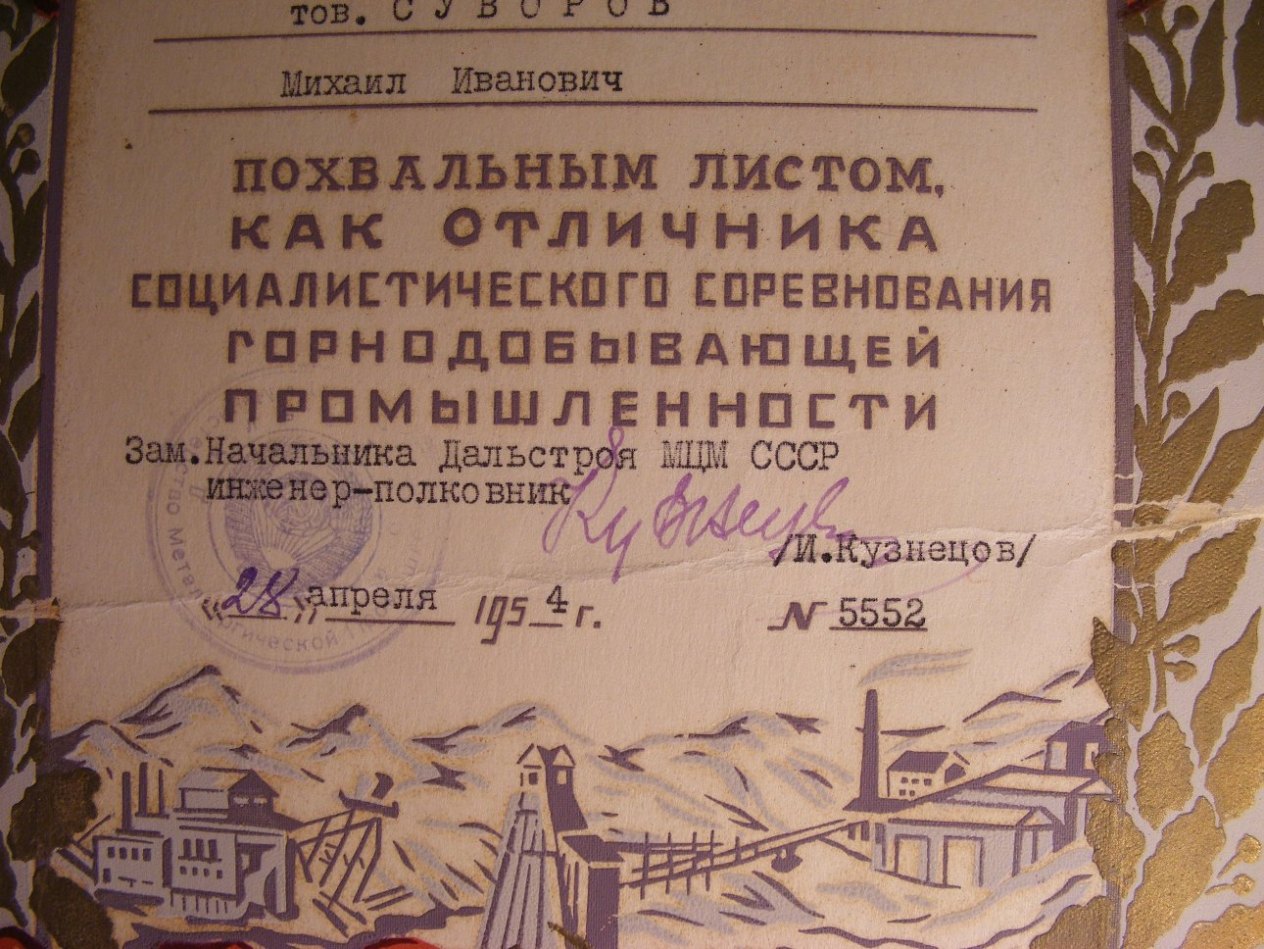 тов. СУВОРОВ
Михаил Иванович
ПОХВАЛЬНЫМ ЛИСТОМ,
КАК ОТЛИЧНИКА
СОЦИАЛИСТИЧЕСКОГО СОРЕВНОВАНИЯ
ГОРНОДОБЫВАЮЩЕЙ
ПРОМЫШЛЕННОСТИ
Зам.Начальника Дальстроя МЦМ СССР
инженер-полковник
/И.Кузнецов/
"28" апреля 1954 г. N 5552